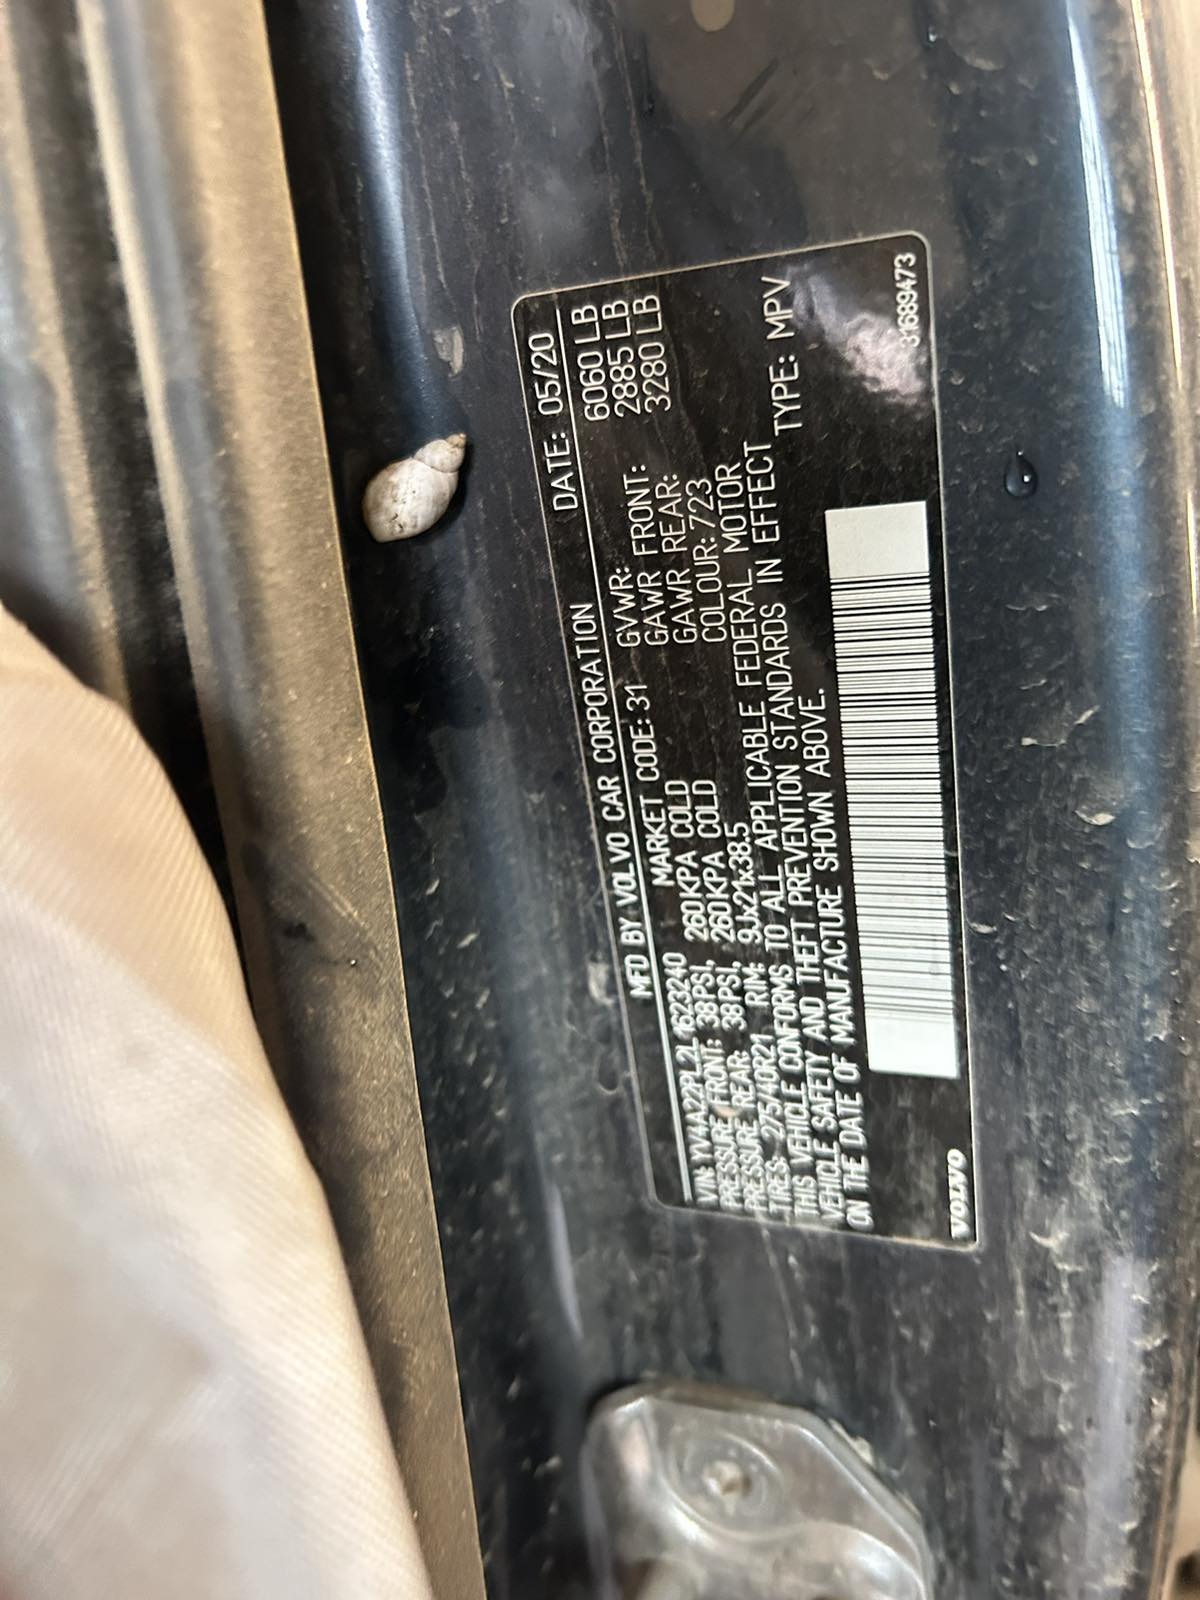 MFD BY VOLVO CAR CORPORATION DATE: 05/20
MARKET CODE: 31 GVWR: 6060 LB
VIN: YV4A22PL2L1623240 GAWR FRONT: 2885 LB
PRESSURE FRONT: 38PSI, 260KPA COLD GAWR REAR: 3280 LB
PRESSURE REAR: 38PSI, 260KPA COLD COLOUR: 723
TIRES: 275/40R21 RIM: 9Jx21x38.5
THIS VEHICLE CONFORMS TO ALL APPLICABLE FEDERAL MOTOR
VEHICLE SAFETY AND THEFT PREVENTION STANDARDS IN EFFECT
ON THE DATE OF MANUFACTURE SHOWN ABOVE. TYPE: MPV
VOLVO 31689473